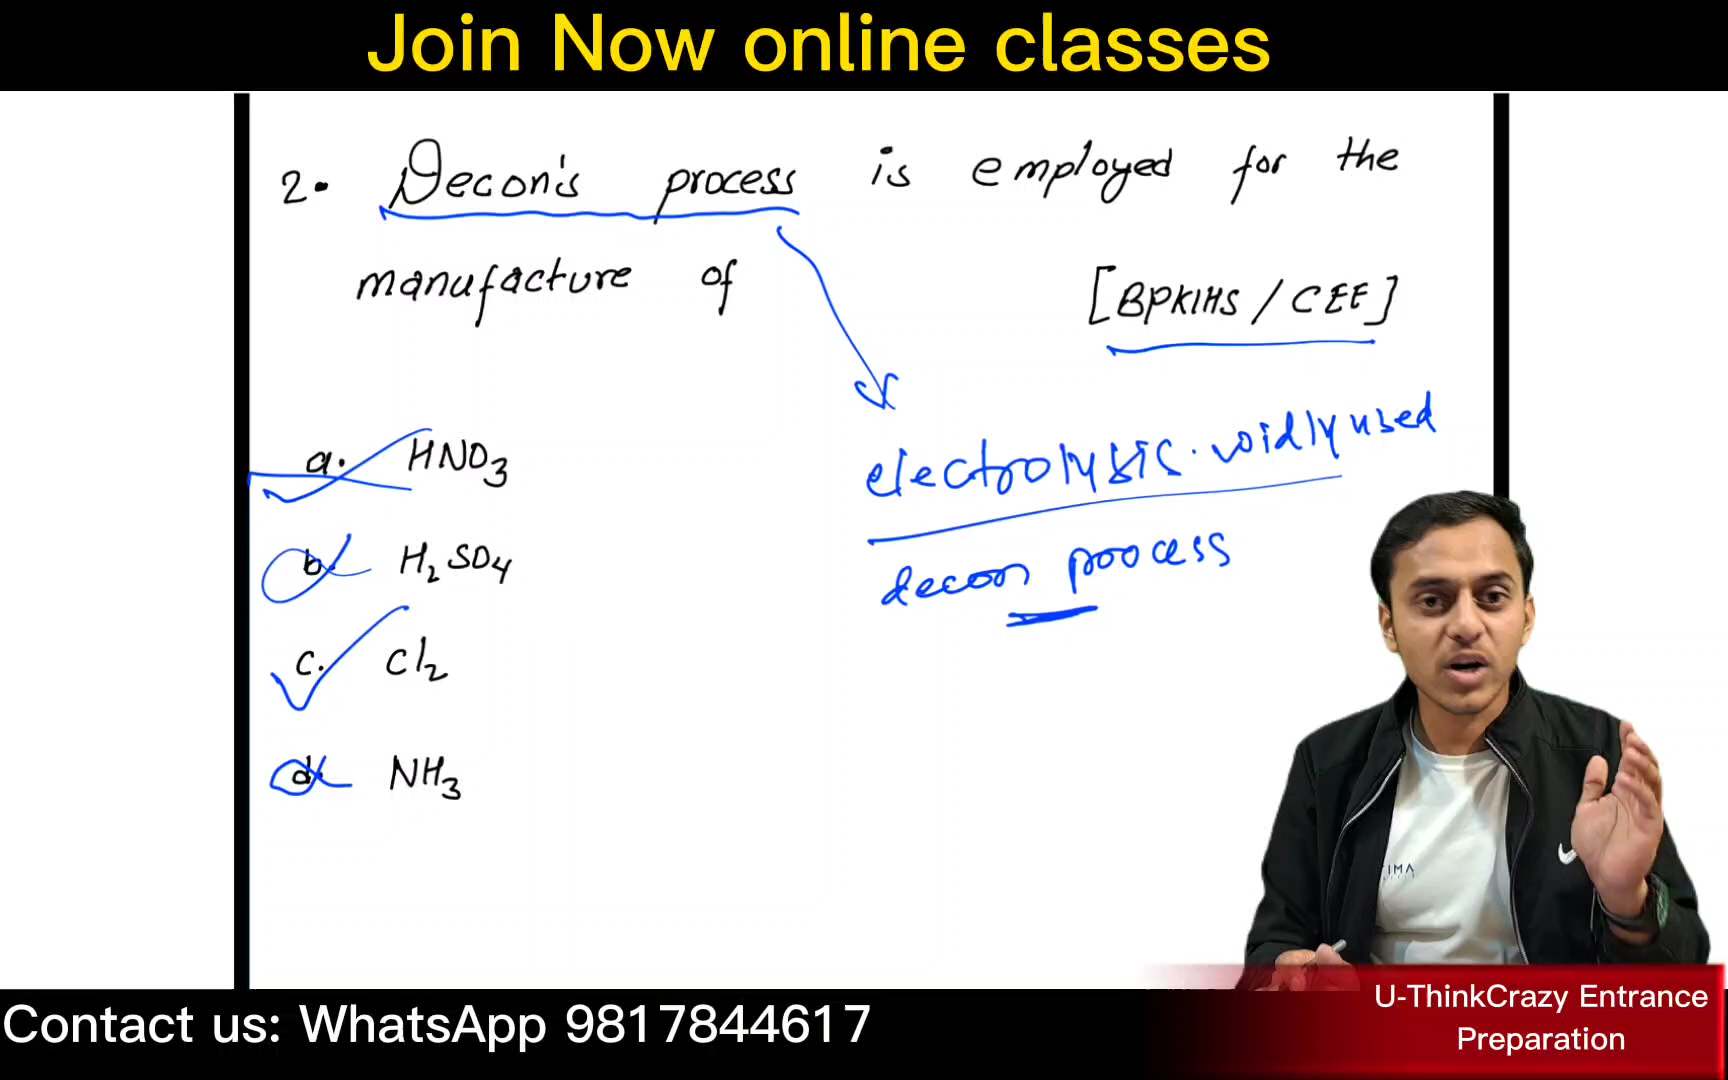 Join Now online classes
2. Decon's process is employed for the
manufacture of
[BPKIHS / CEE]
a. HNO3
electrolysis. widly used
b. H2SO4
decon process
c. Cl2
d. NH3
IMA
U-ThinkCrazy Entrance
Preparation
Contact us: WhatsApp 9817844617